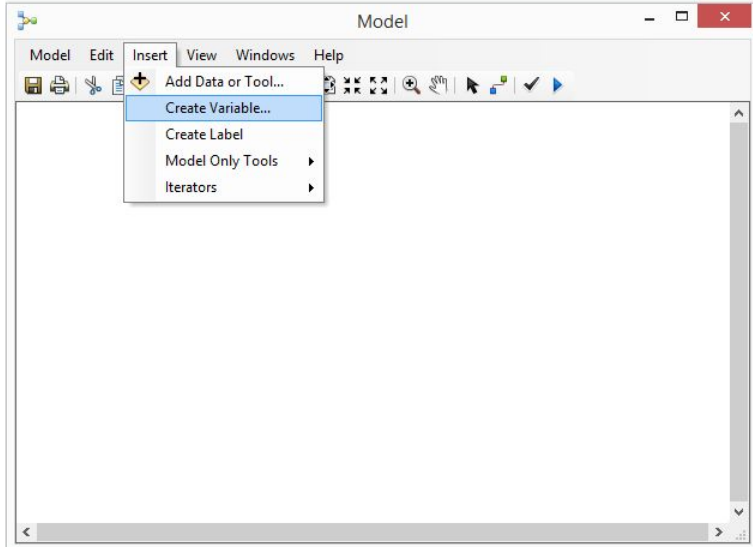 Model
Model Edit Insert View Windows Help
Add Data or Tool...
Create Variable...
Create Label
Model Only Tools
Iterators